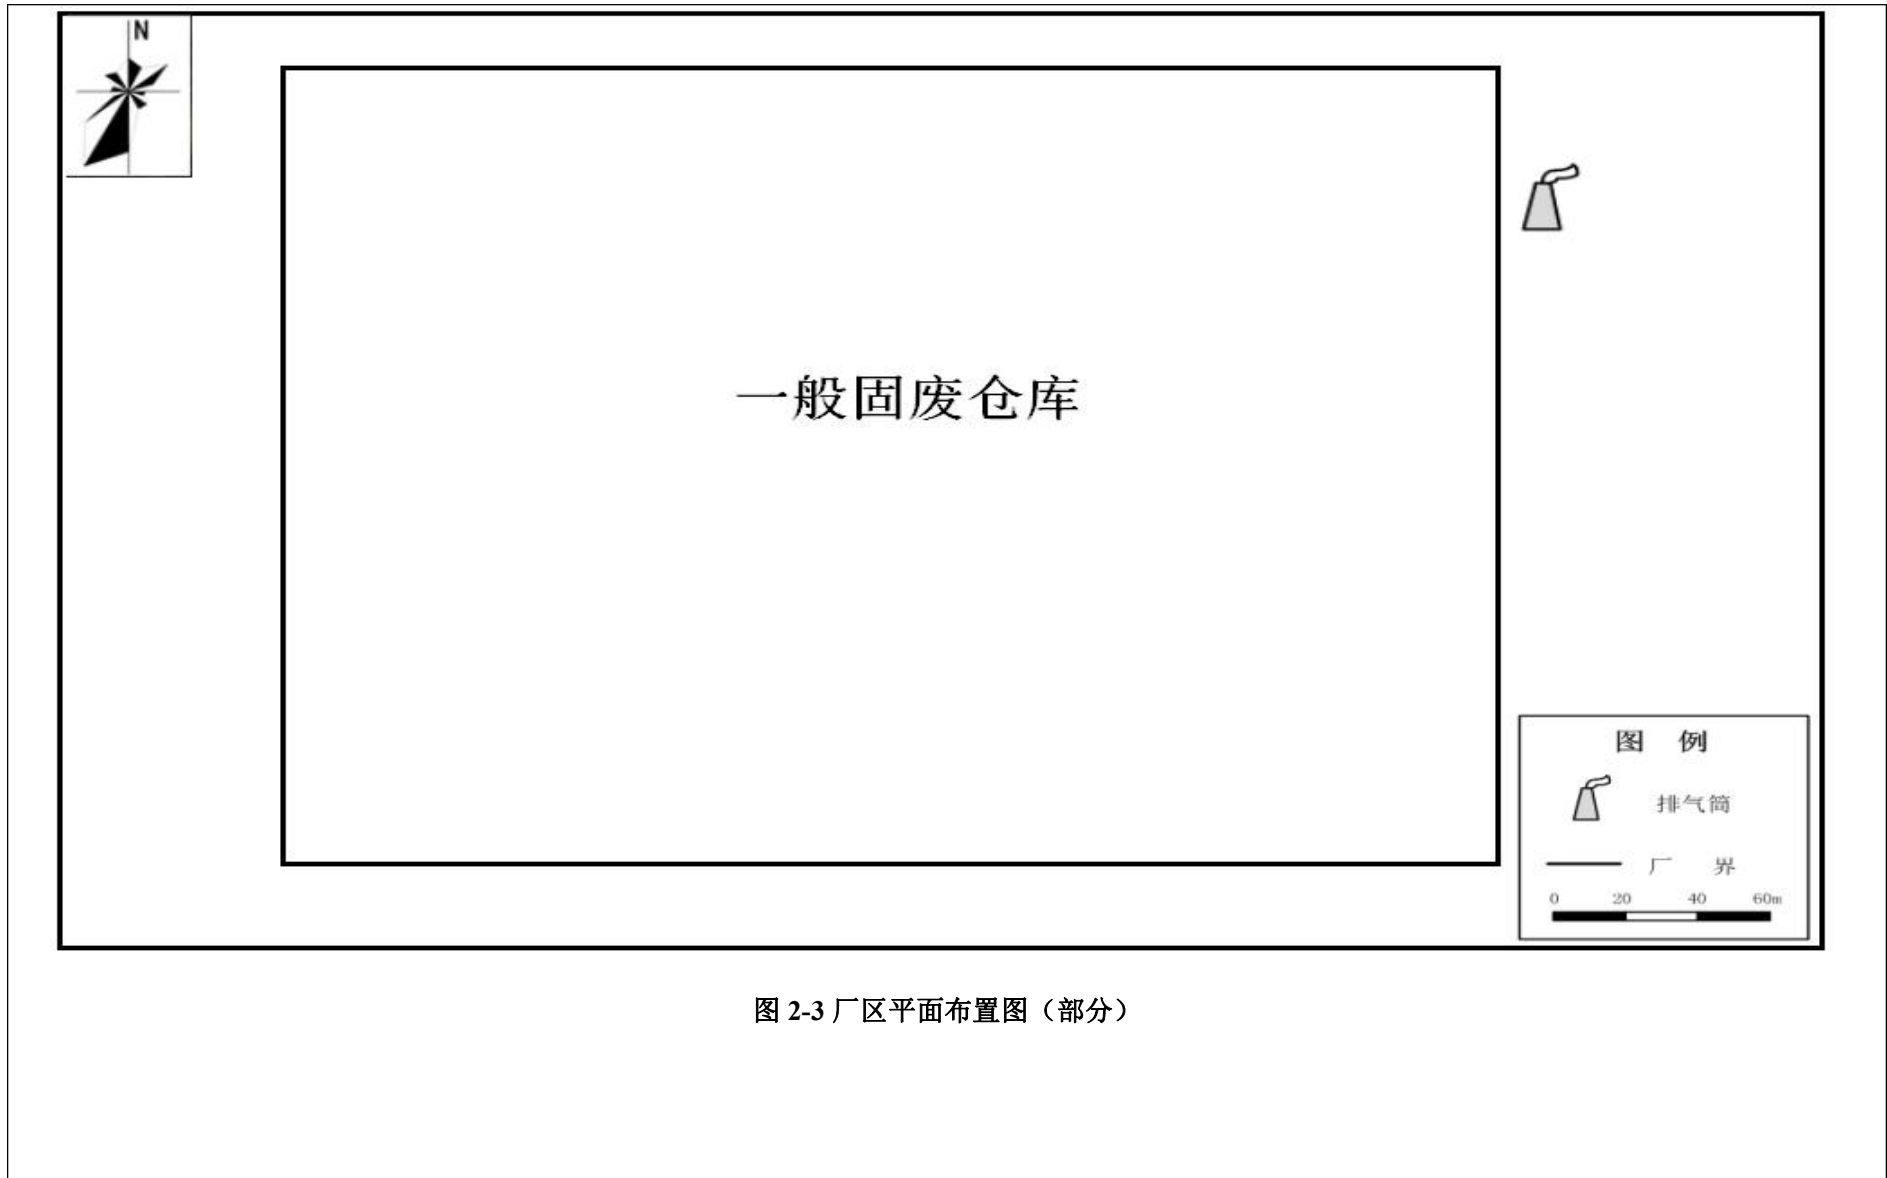 N
一般固废仓库
图 例
排气筒
厂 界
0 20 40 60m
图 2-3 厂区平面布置图（部分）